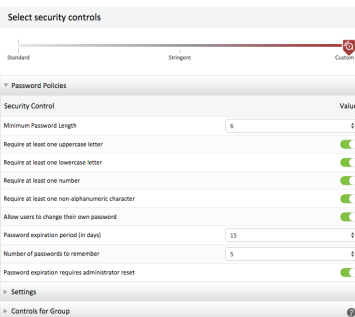 Select security controls
Standard Stringent Custom
Password Policies
Security Control Value
Minimum Password Length 6
Require at least one uppercase letter
Require at least one lowercase letter
Require at least one number
Require at least one non-alphanumeric character
Allow users to change their own password
Password expiration period (in days) 15
Number of passwords to remember 5
Password expiration requires administrator reset
Settings
Controls for Group ?